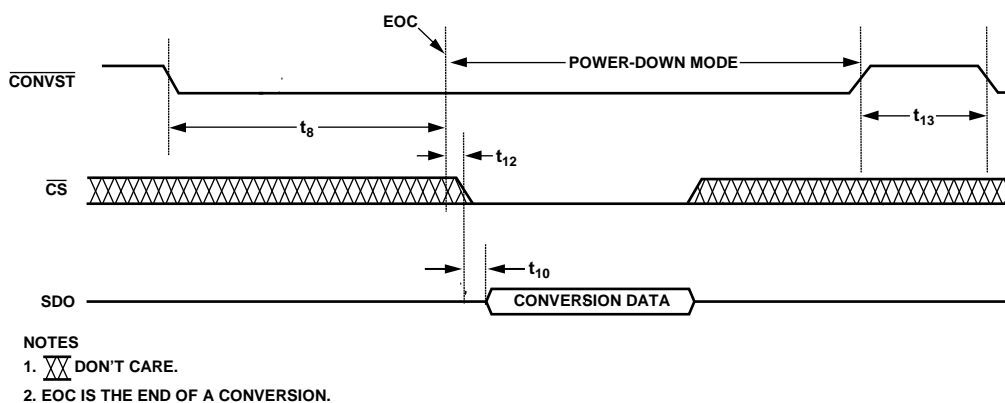 EOC
POWER-DOWN MODE
CONVST
t8
t13
t12
CS
t10
SDO
CONVERSION DATA
NOTES
1. DON'T CARE.
2. EOC IS THE END OF A CONVERSION.